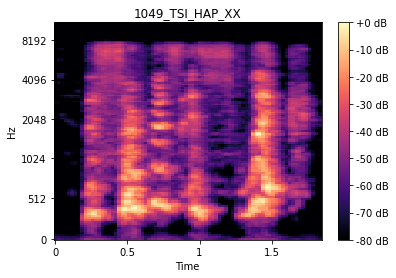 1049_TSI_HAP_XX
8192
4096
2048
1024
512
0
Hz
0
0.5
1
1.5
Time
+0 dB
-10 dB
-20 dB
-30 dB
-40 dB
-50 dB
-60 dB
-70 dB
-80 dB